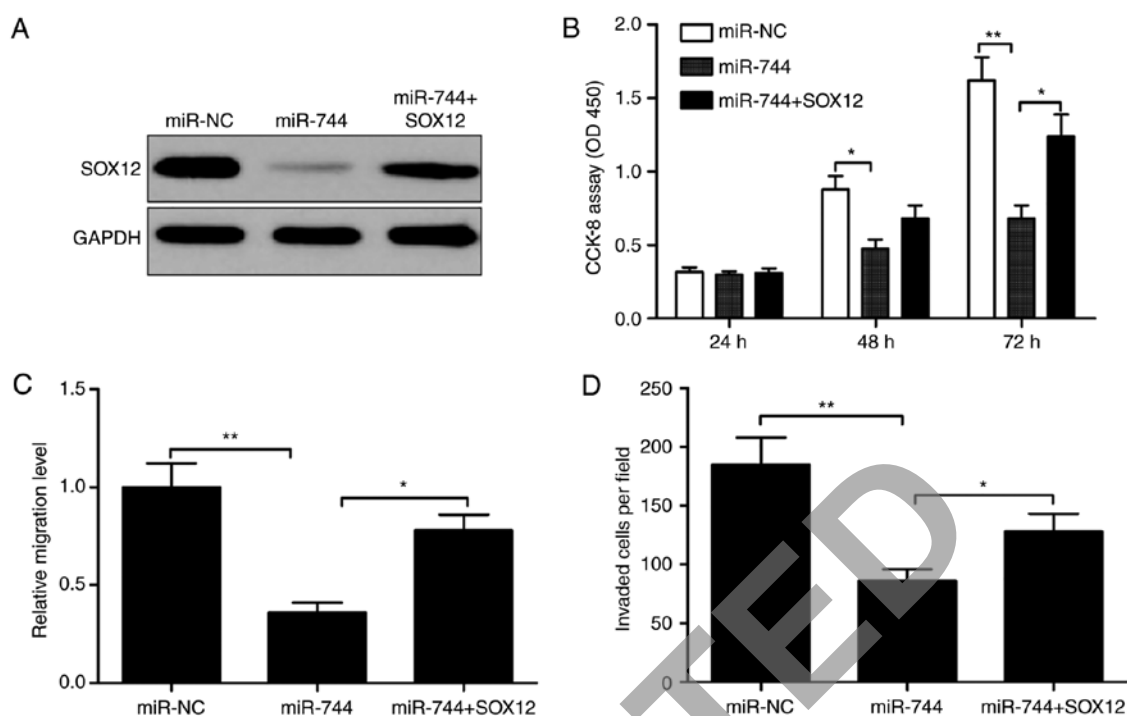 A
miR-NC
miR-744
miR-744+
SOX12
SOX12
GAPDH
B
miR-NC
miR-744
miR-744+SOX12
CCK-8 assay (OD 450)
2.0
1.5
1.0
0.5
0.0
**
*
*
24 h
48 h
72 h
C
Relative migration level
1.5
1.0
0.5
0.0
**
*
miR-NC
miR-744
miR-744+SOX12
D
Invaded cells per field
250
200
150
100
50
0
**
*
miR-NC
miR-744
miR-744+SOX12
TED